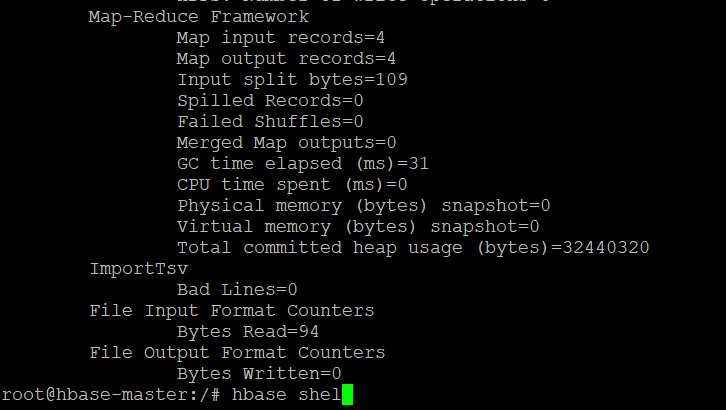 Map-Reduce Framework
Map input records=4
Map output records=4
Input split bytes=109
Spilled Records=0
Failed Shuffles=0
Merged Map outputs=0
GC time elapsed (ms)=31
CPU time spent (ms)=0
Physical memory (bytes) snapshot=0
Virtual memory (bytes) snapshot=0
Total committed heap usage (bytes)=32440320
ImportTsv
Bad Lines=0
File Input Format Counters
Bytes Read=94
File Output Format Counters
Bytes Written=0
root@hbase-master:/# hbase shel